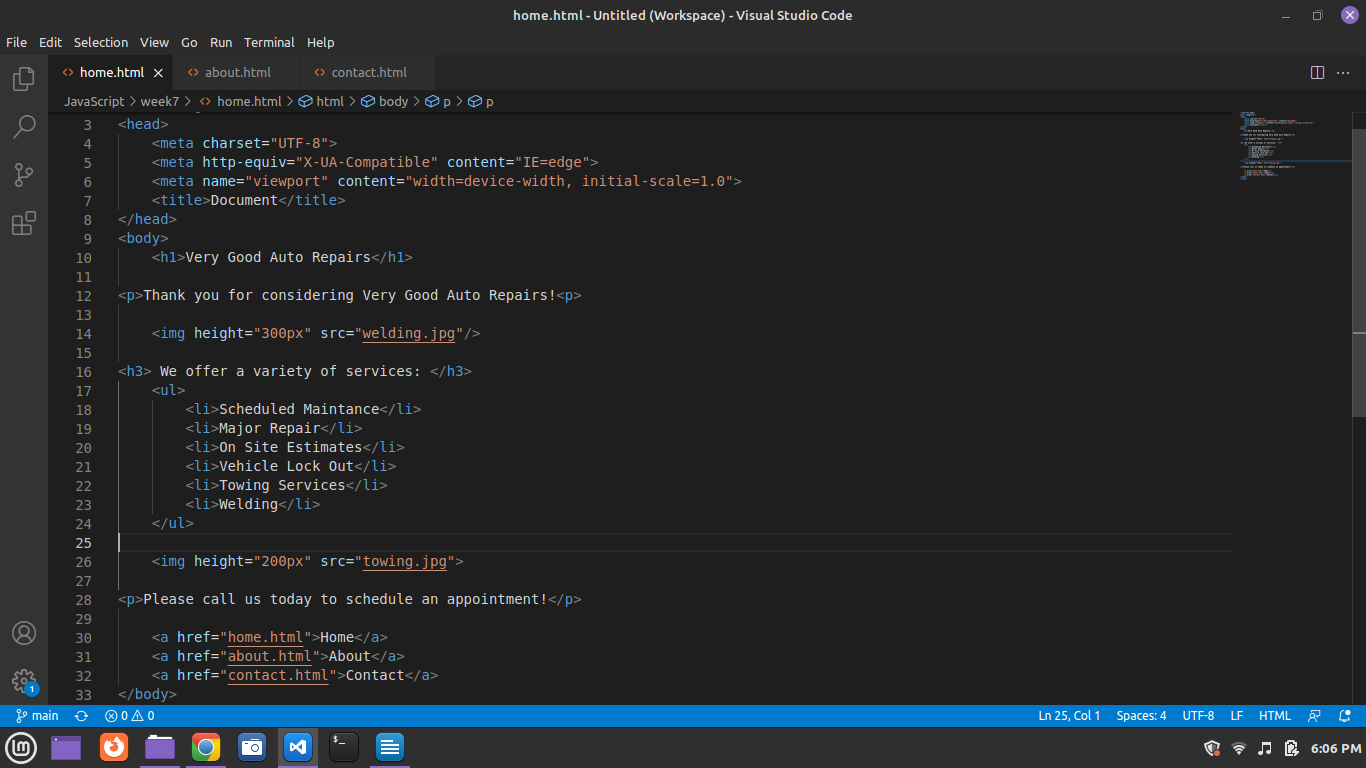 home.html - Untitled (Workspace) - Visual Studio Code
File Edit Selection View Go Run Terminal Help
home.html about.html contact.html
JavaScript > week7 > home.html > html > body > p > p
3 <head>
4 <meta charset="UTF-8">
5 <meta http-equiv="X-UA-Compatible" content="IE=edge">
6 <meta name="viewport" content="width=device-width, initial-scale=1.0">
7 <title>Document</title>
8 </head>
9 <body>
10 <h1>Very Good Auto Repairs</h1>
11
12 <p>Thank you for considering Very Good Auto Repairs!<p>
13
14 <img height="300px" src="welding.jpg"/>
15
16 <h3> We offer a variety of services: </h3>
17 <ul>
18 <li>Scheduled Maintance</li>
19 <li>Major Repair</li>
20 <li>On Site Estimates</li>
21 <li>Vehicle Lock Out</li>
22 <li>Towing Services</li>
23 <li>Welding</li>
24 </ul>
25
26 <img height="200px" src="towing.jpg">
27
28 <p>Please call us today to schedule an appointment!</p>
29
30 <a href="home.html">Home</a>
31 <a href="about.html">About</a>
32 <a href="contact.html">Contact</a>
33 </body>
1
main 0 0 Ln 25, Col 1 Spaces: 4 UTF-8 LF HTML
$_ 6:06 PM